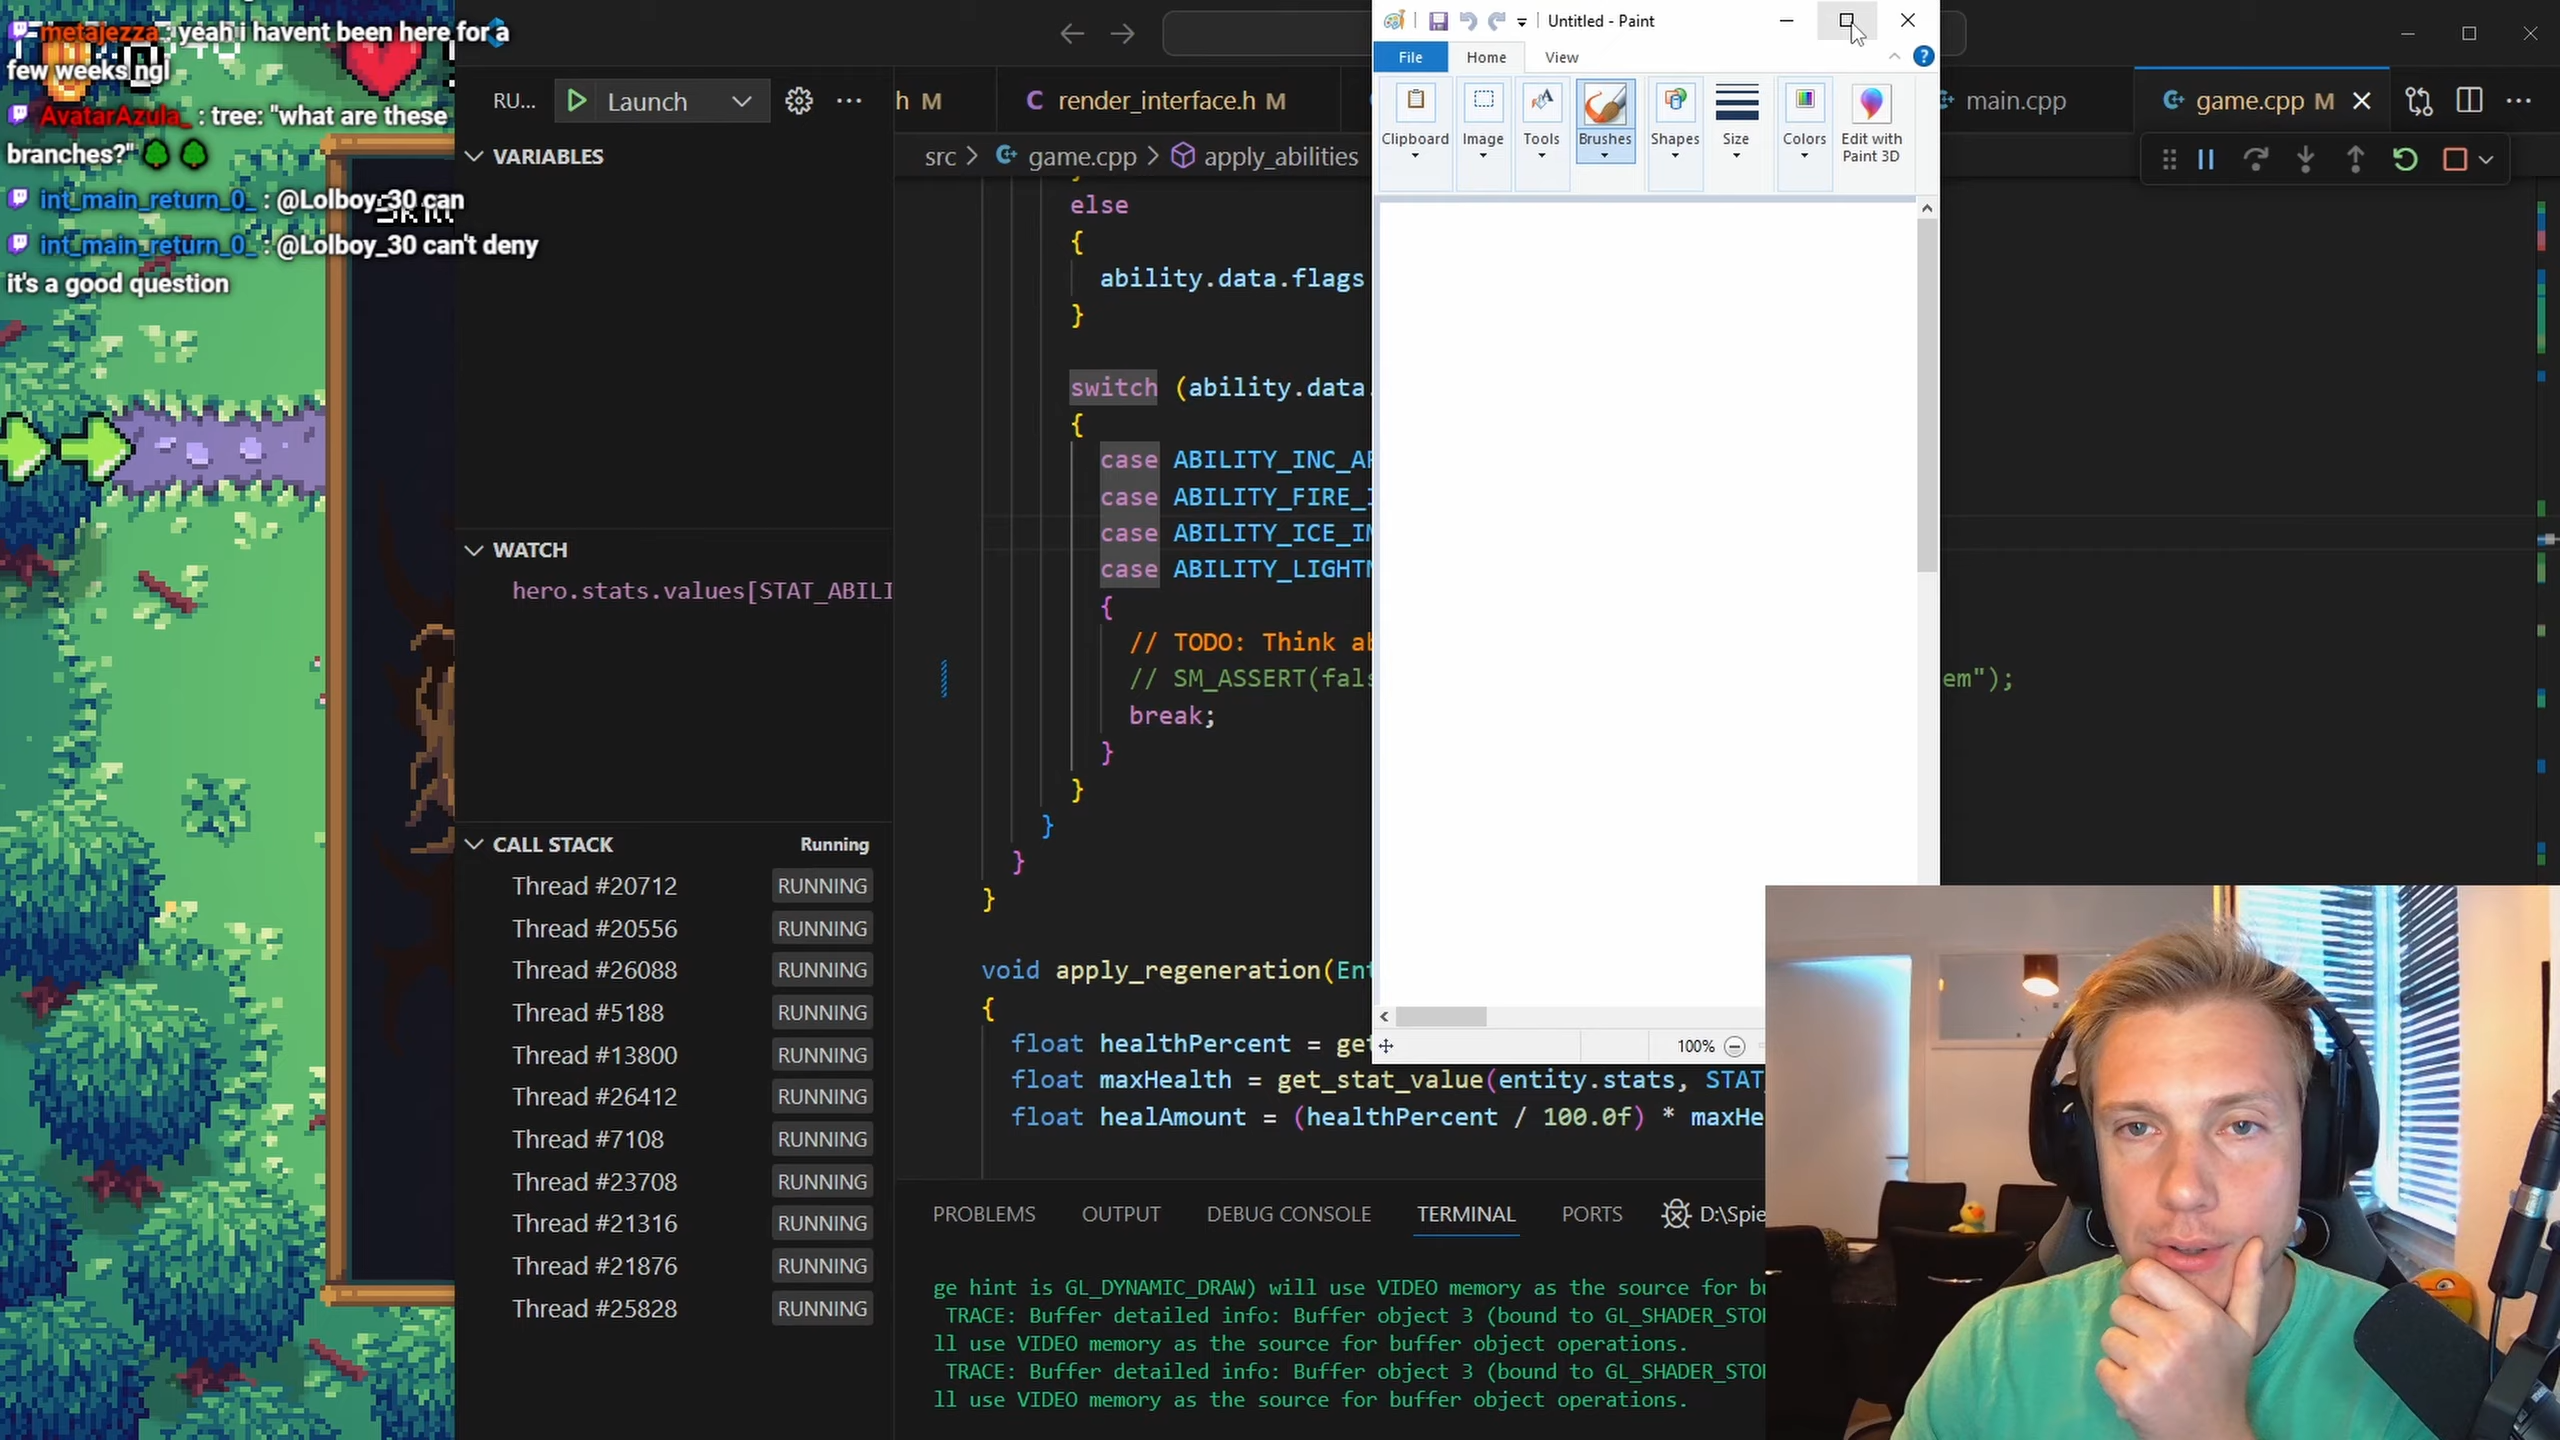 metajezza_ : yeah i havent been here for a
few weeks ngl
AvatarAzula_ : tree: "what are these
branches?"
int_main_return_0_ : @Lolboy_30 can
int_main_return_0_ : @Lolboy_30 can't deny
it's a good question
RU...
Launch
VARIABLES
WATCH
hero.stats.values[STAT_ABILI
CALL STACK
Running
Thread #20712 RUNNING
Thread #20556 RUNNING
Thread #26088 RUNNING
Thread #5188 RUNNING
Thread #13800 RUNNING
Thread #26412 RUNNING
Thread #7108 RUNNING
Thread #23708 RUNNING
Thread #21316 RUNNING
Thread #21876 RUNNING
Thread #25828 RUNNING
h M
C render_interface.h M
main.cpp
game.cpp M
src > game.cpp > apply_abilities
else
{
ability.data.flags
}
switch (ability.data.
{
case ABILITY_INC_A
case ABILITY_FIRE_
case ABILITY_ICE_I
case ABILITY_LIGHT
{
// TODO: Think a
// SM_ASSERT(fals em");
break;
}
}
}
}
}
void apply_regeneration(Ent
{
float healthPercent = get
float maxHealth = get_stat_value(entity.stats, STAT
float healAmount = (healthPercent / 100.0f) * maxHe
Untitled - Paint
File Home View
Clipboard
Image
Tools
Brushes
Shapes
Size
Colors
Edit with
Paint 3D
100%
PROBLEMS OUTPUT DEBUG CONSOLE TERMINAL PORTS D:\Spie
ge hint is GL_DYNAMIC_DRAW) will use VIDEO memory as the source for bu
TRACE: Buffer detailed info: Buffer object 3 (bound to GL_SHADER_STO
ll use VIDEO memory as the source for buffer object operations.
TRACE: Buffer detailed info: Buffer object 3 (bound to GL_SHADER_STO
ll use VIDEO memory as the source for buffer object operations.